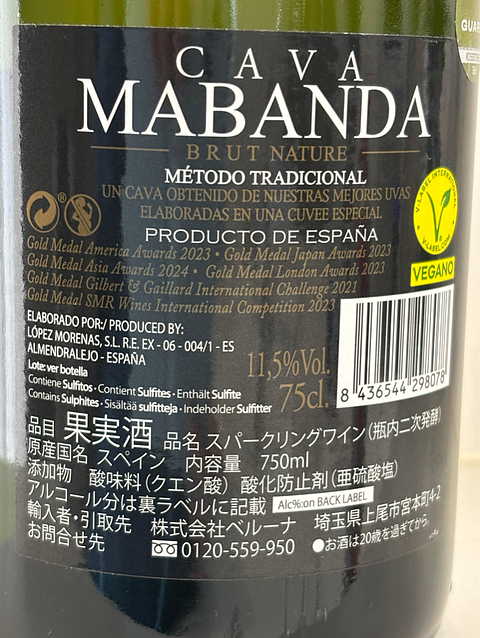 CAVA
MABANDA
BRUT NATURE
MÉTODO TRADICIONAL
UN CAVA OBTENIDO DE NUESTRAS MEJORES UVAS
ELABORADAS EN UNA CUVEE ESPECIAL
PRODUCTO DE ESPAÑA
Gold Medal America Awards 2023 • Gold Medal Japan Awards 2023
Gold Medal Asia Awards 2024 • Gold Medal London Awards 2023
Gold Medal Gilbert & Gaillard International Challenge 2021
Gold Medal SMR Wines International Competition 2023
V-LABEL INTERNATIONAL
V-LABEL.COM
VEGANO
ELABORADO POR:/ PRODUCED BY:
LÓPEZ MORENAS, S.L. R.E. EX - 06 - 004/1 - ES
ALMENDRALEJO - ESPAÑA
Lote: ver botella
Contiene Sulfitos · Contient Sulfites · Enthält Sulfite
Contains Sulphites · Sisältää sulfitteja · Indeholder Sulfitter
11,5%Vol.
75cl.
8 436544 298078
品目 果実酒 品名 スパークリングワイン(瓶内二次発酵)
原産国名 スペイン 内容量 750ml
添加物 酸味料(クエン酸) 酸化防止剤(亜硫酸塩)
アルコール分は裏ラベルに記載 Alc%:on BACK LABEL
輸入者・引取先 株式会社ベルーナ 埼玉県上尾市宮本町4-2
お問合せ先 0120-559-950 ●お酒は20歳を過ぎてから。